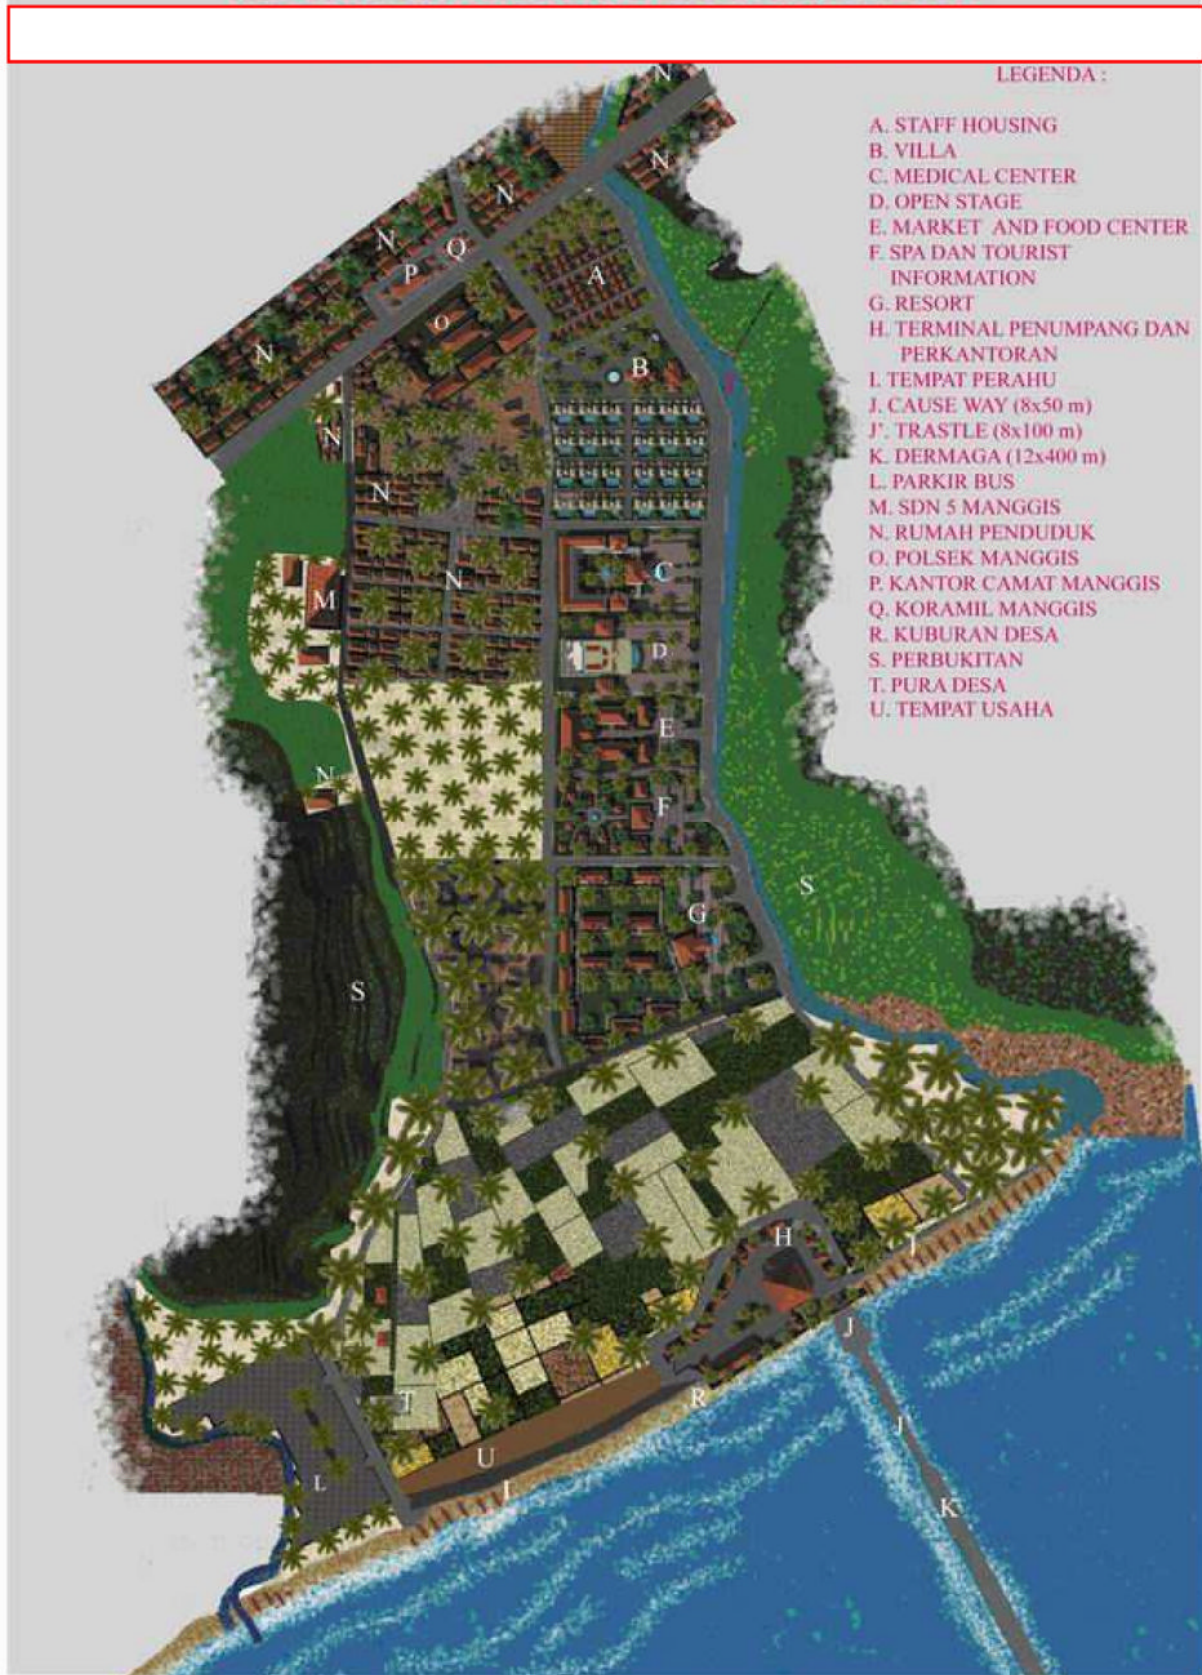 LEGENDA :
A. STAFF HOUSING
B. VILLA
C. MEDICAL CENTER
D. OPEN STAGE
E. MARKET AND FOOD CENTER
F. SPA DAN TOURIST
INFORMATION
G. RESORT
H. TERMINAL PENUMPANG DAN
PERKANTORAN
I. TEMPAT PERAHU
J. CAUSE WAY (8x50 m)
J'. TRASTLE (8x100 m)
K. DERMAGA (12x400 m)
L. PARKIR BUS
M. SDN 5 MANGGIS
N. RUMAH PENDUDUK
O. POLSEK MANGGIS
P. KANTOR CAMAT MANGGIS
Q. KORAMIL MANGGIS
R. KUBURAN DESA
S. PERBUKITAN
T. PURA DESA
U. TEMPAT USAHA
N
N
N
N
Q
P
A
O
N
B
N
N
C
N
M
D
E
N
F
S
G
S
H
I
J
R
T
J
U
L
I
K